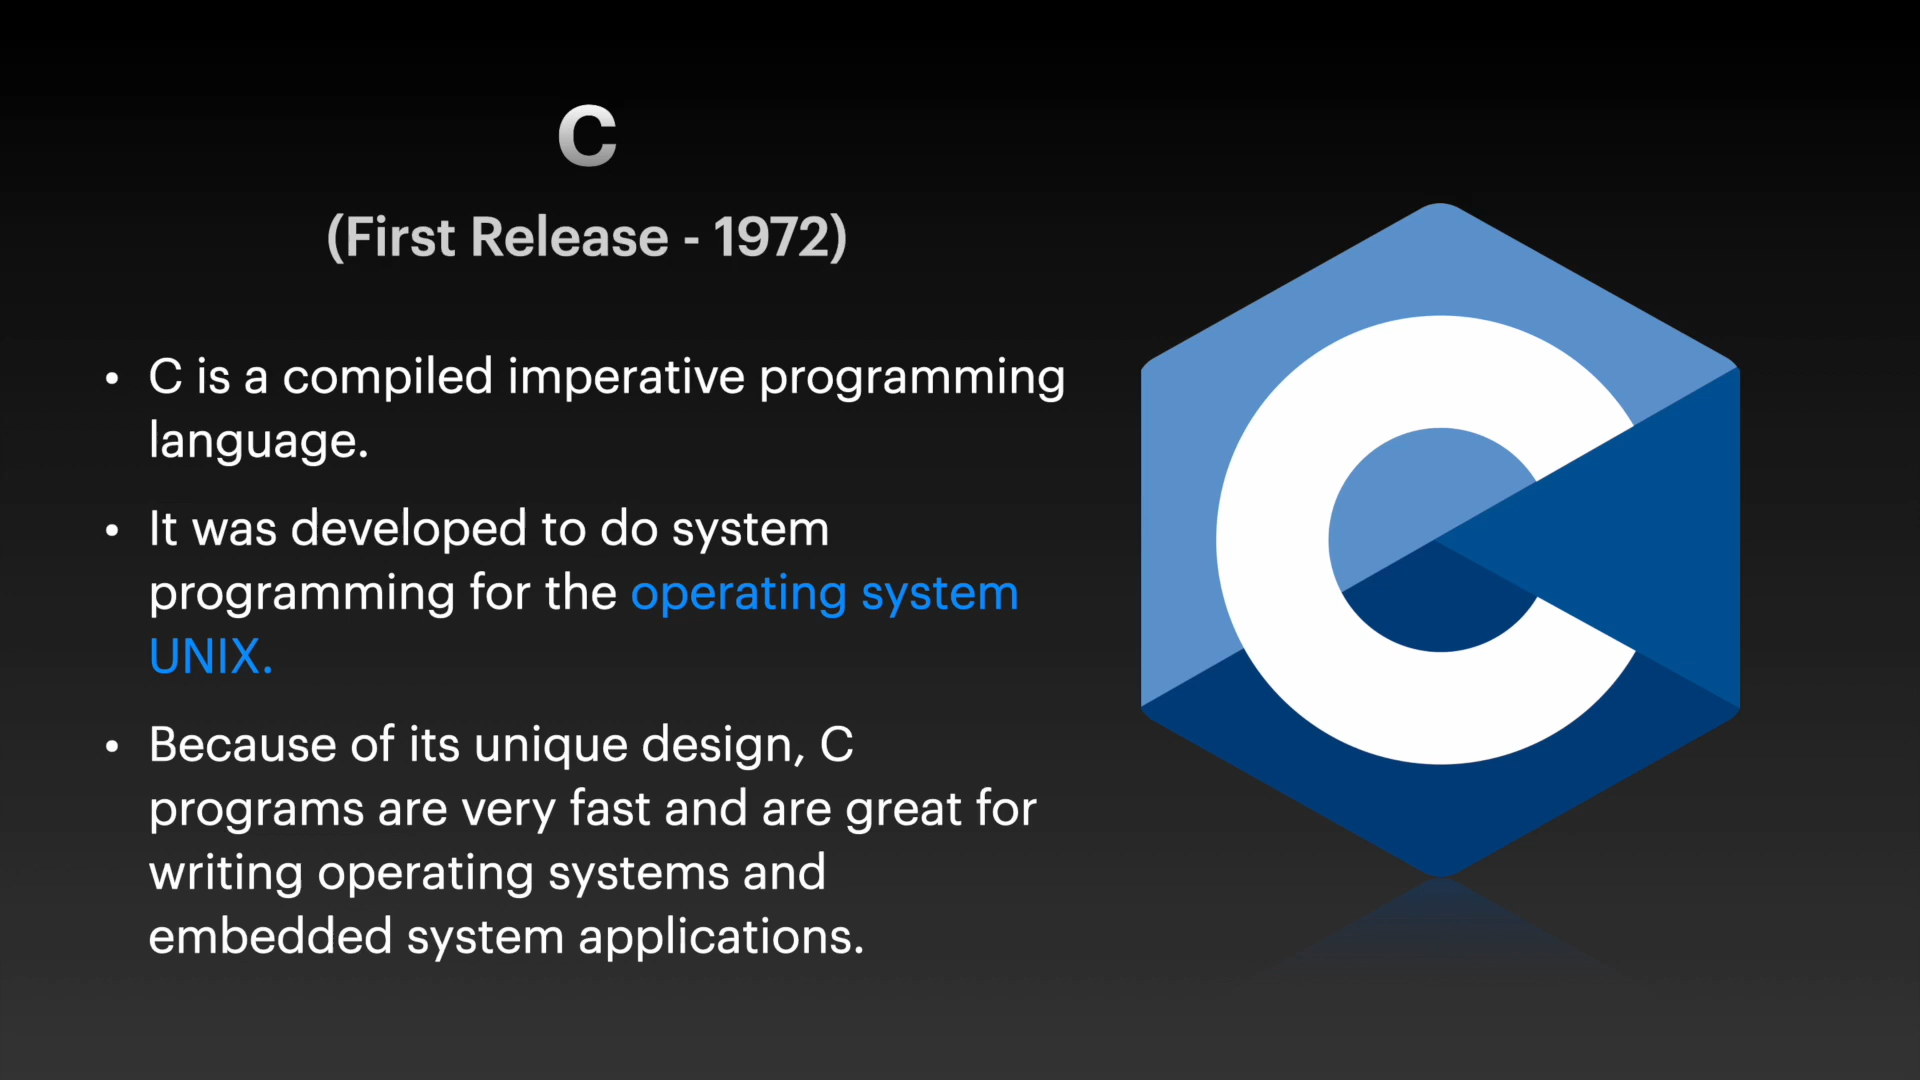 C
(First Release - 1972)
• C is a compiled imperative programming
language.
• It was developed to do system
programming for the operating system
UNIX.
• Because of its unique design, C
programs are very fast and are great for
writing operating systems and
embedded system applications.
C